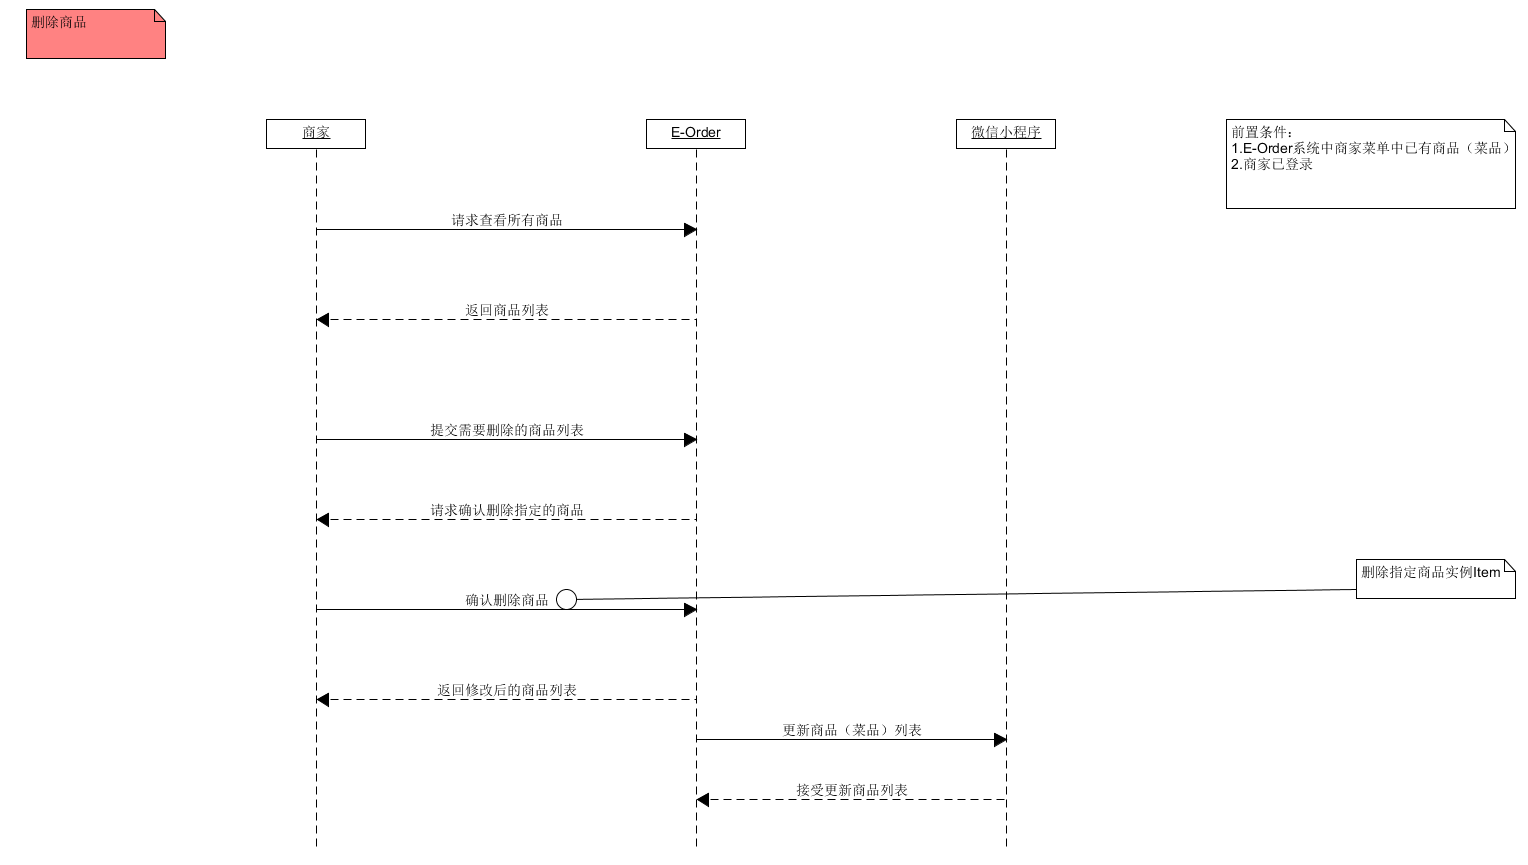 删除商品
商家
E-Order
微信小程序
前置条件：
1.E-Order系统中商家菜单中已有商品（菜品）
2.商家已登录
请求查看所有商品
返回商品列表
提交需要删除的商品列表
请求确认删除指定的商品
删除指定商品实例Item
确认删除商品
返回修改后的商品列表
更新商品（菜品）列表
接受更新商品列表